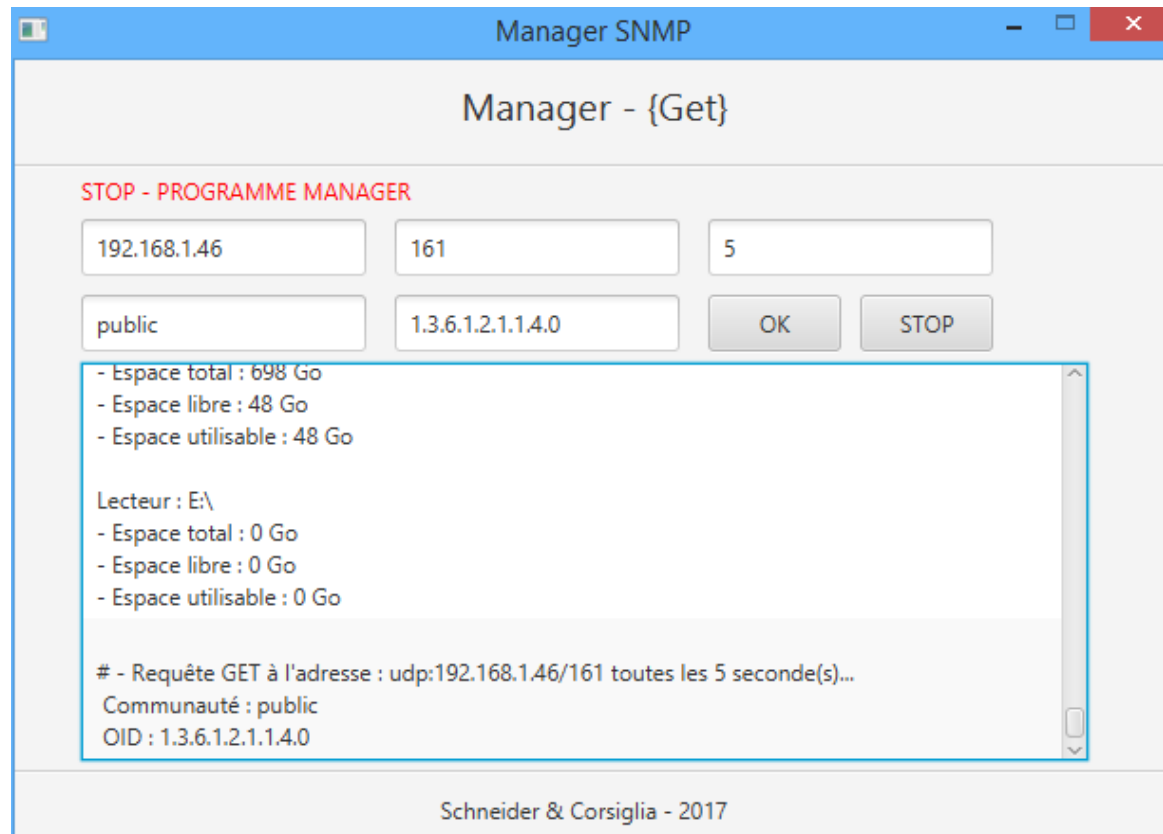 Manager SNMP
Manager - {Get}
STOP - PROGRAMME MANAGER
192.168.1.46 161 5
public 1.3.6.1.2.1.1.4.0 OK STOP
- Espace total : 698 Go
- Espace libre : 48 Go
- Espace utilisable : 48 Go
Lecteur : E:\
- Espace total : 0 Go
- Espace libre : 0 Go
- Espace utilisable : 0 Go
# - Requête GET à l'adresse : udp:192.168.1.46/161 toutes les 5 seconde(s)...
Communauté : public
OID : 1.3.6.1.2.1.1.4.0
Schneider & Corsiglia - 2017